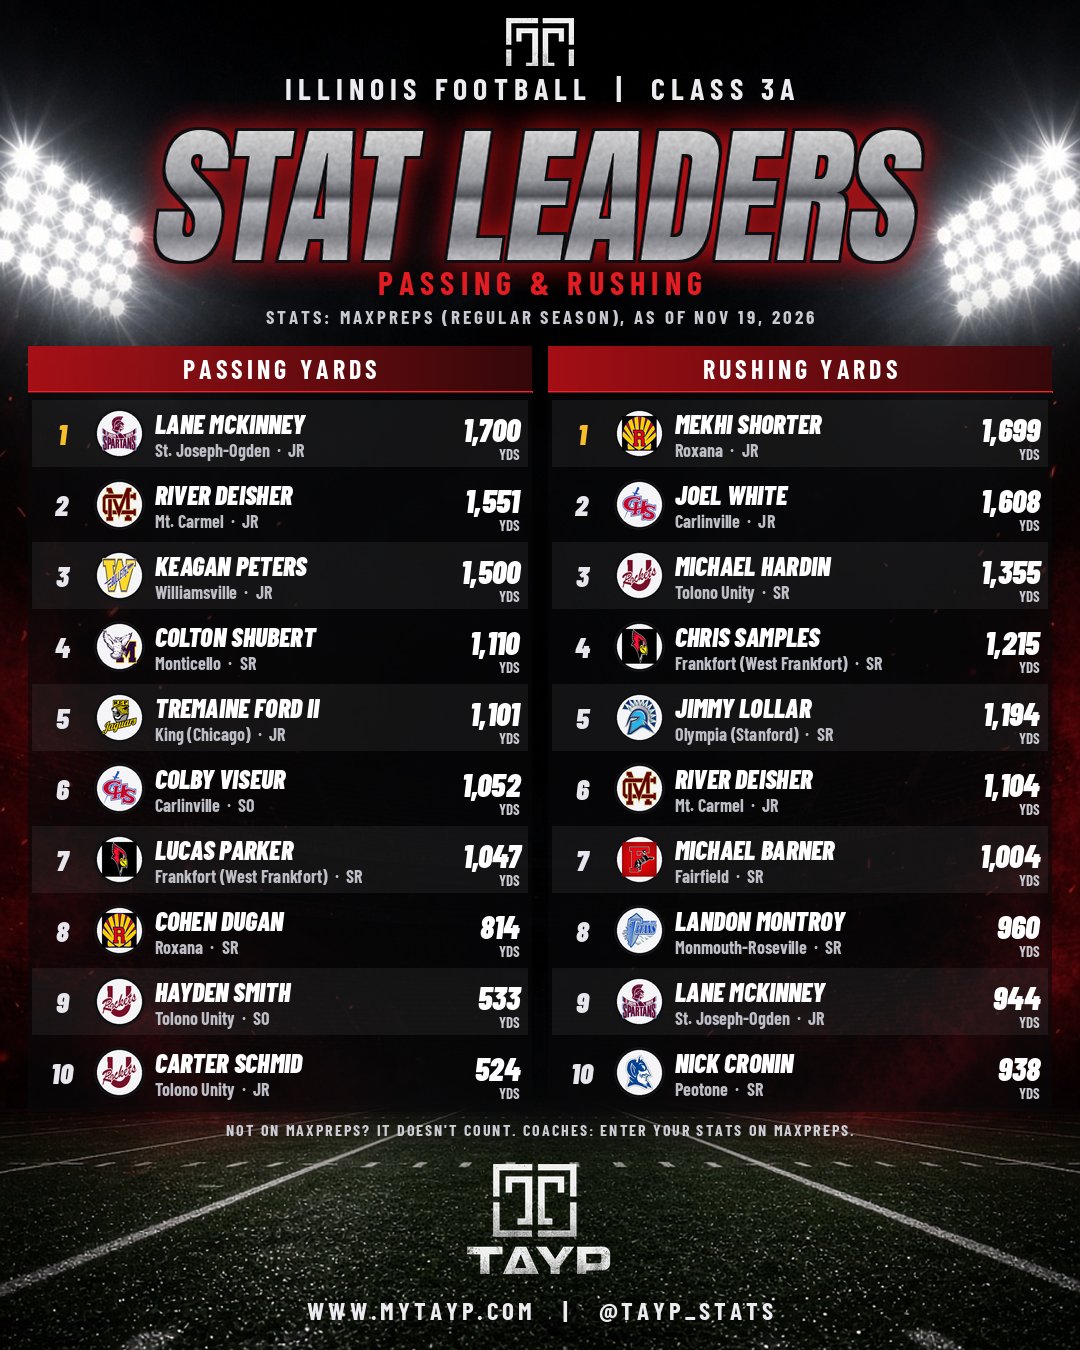 ILLINOIS FOOTBALL | CLASS 3A
STAT LEADERS
PASSING & RUSHING
STATS: MAXPREPS (REGULAR SEASON), AS OF NOV 19, 2026
PASSING YARDS
1 LANE MCKINNEY 1,700
St. Joseph-Ogden · JR YDS
2 RIVER DEISHER 1,551
Mt. Carmel · JR YDS
3 KEAGAN PETERS 1,500
Williamsville · JR YDS
4 COLTON SHUBERT 1,110
Monticello · SR YDS
5 TREMAINE FORD II 1,101
King (Chicago) · JR YDS
6 COLBY VISEUR 1,052
Carlinville · SO YDS
7 LUCAS PARKER 1,047
Frankfort (West Frankfort) · SR YDS
8 COHEN DUGAN 814
Roxana · SR YDS
9 HAYDEN SMITH 533
Tolono Unity · SO YDS
10 CARTER SCHMID 524
Tolono Unity · JR YDS
RUSHING YARDS
1 MEKHI SHORTER 1,699
Roxana · JR YDS
2 JOEL WHITE 1,608
Carlinville · JR YDS
3 MICHAEL HARDIN 1,355
Tolono Unity · SR YDS
4 CHRIS SAMPLES 1,215
Frankfort (West Frankfort) · SR YDS
5 JIMMY LOLLAR 1,194
Olympia (Stanford) · SR YDS
6 RIVER DEISHER 1,104
Mt. Carmel · JR YDS
7 MICHAEL BARNER 1,004
Fairfield · SR YDS
8 LANDON MONTROY 960
Monmouth-Roseville · SR YDS
9 LANE MCKINNEY 944
St. Joseph-Ogden · JR YDS
10 NICK CRONIN 938
Peotone · SR YDS
NOT ON MAXPREPS? IT DOESN'T COUNT. COACHES: ENTER YOUR STATS ON MAXPREPS.
TAYP
WWW.MYTAYP.COM | @TAYP_STATS